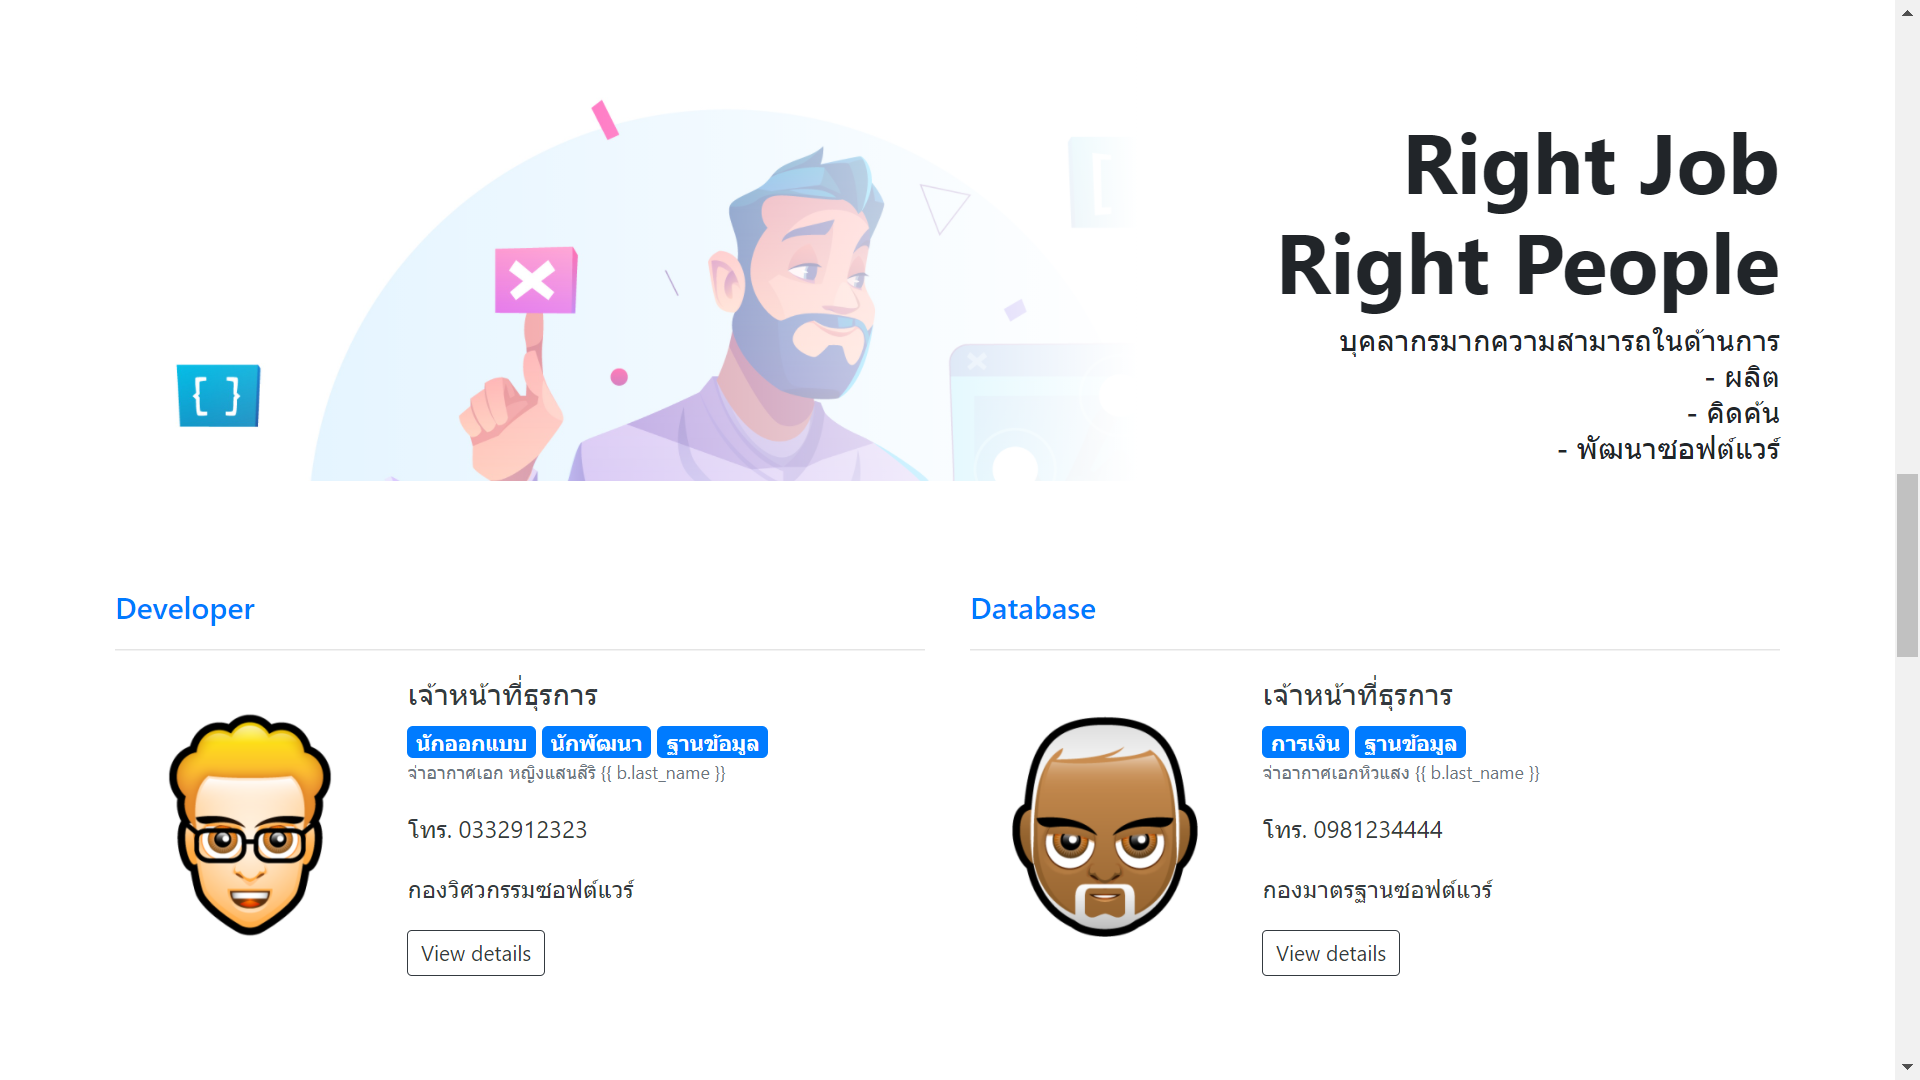 Right Job
Right People
บุคลากรมากความสามารถในด้านการ
- ผลิต
- คิดค้น
- พัฒนาซอฟต์แวร์
{ }
Developer
เจ้าหน้าที่ธุรการ
นักออกแบบ นักพัฒนา ฐานข้อมูล
จ่าอากาศเอก หญิงแสนสิริ {{ b.last_name }}
โทร. 0332912323
กองวิศวกรรมซอฟต์แวร์
View details
Database
เจ้าหน้าที่ธุรการ
การเงิน ฐานข้อมูล
จ่าอากาศเอกหิวแสง {{ b.last_name }}
โทร. 0981234444
กองมาตรฐานซอฟต์แวร์
View details